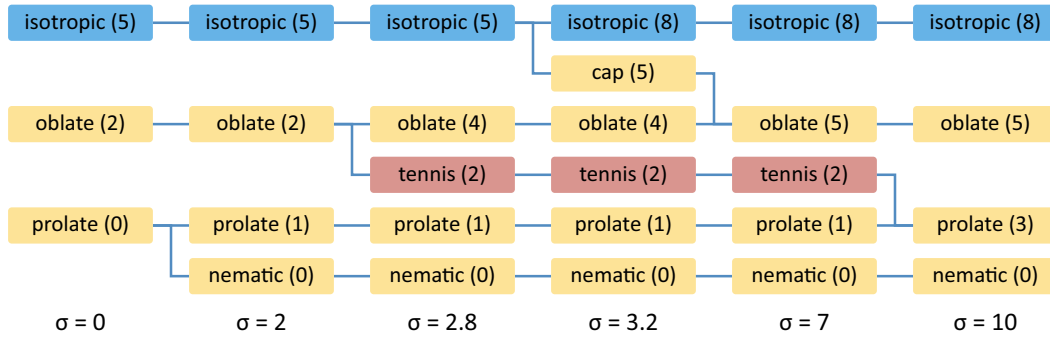 isotropic (5) isotropic (5) isotropic (5) isotropic (8) isotropic (8) isotropic (8)
cap (5)
oblate (2) oblate (2) oblate (4) oblate (4) oblate (5) oblate (5)
tennis (2) tennis (2) tennis (2)
prolate (0) prolate (1) prolate (1) prolate (1) prolate (1) prolate (3)
nematic (0) nematic (0) nematic (0) nematic (0) nematic (0)
σ = 0 σ = 2 σ = 2.8 σ = 3.2 σ = 7 σ = 10